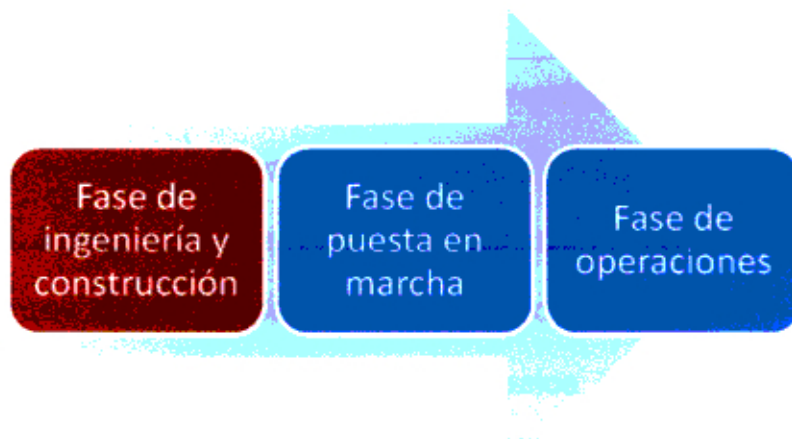 Fase de
ingeniería y
construcción
Fase de
puesta en
marcha
Fase de
operaciones